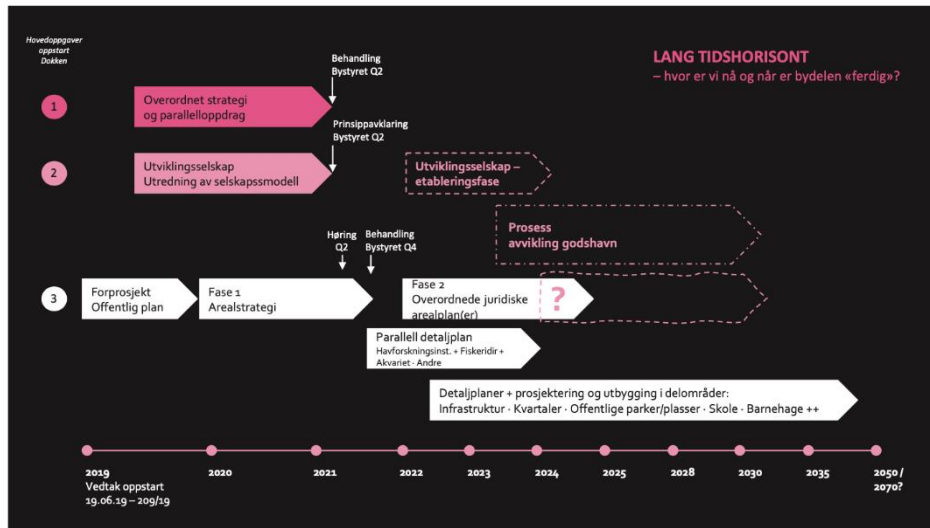 Hovedoppgaver
oppstart
Dokken
LANG TIDSHORISONT
– hvor er vi nå og når er bydelen «ferdig»?
Behandling
Bystyret Q2
1
Overordnet strategi
og paralleloppdrag
Prinsippavklaring
Bystyret Q2
2
Utviklingsselskap
Utredning av selskapssmodell
Utviklingsselskap –
etableringsfase
Prosess
avvikling godshavn
Høring
Q2
Behandling
Bystyret Q4
3
Forprosjekt
Offentlig plan
Fase 1
Arealstrategi
Fase 2
Overordnede juridiske
arealplan(er)
?
Parallell detaljplan
Havforskningsinst. + Fiskeridir +
Akvariet · Andre
Detaljplaner + prosjektering og utbygging i delområder:
Infrastruktur · Kvartaler · Offentlige parker/plasser · Skole · Barnehage ++
2019 2020 2021 2022 2023 2024 2025 2028 2030 2035 2050/
2070?
Vedtak oppstart
19.06.19 – 209/19